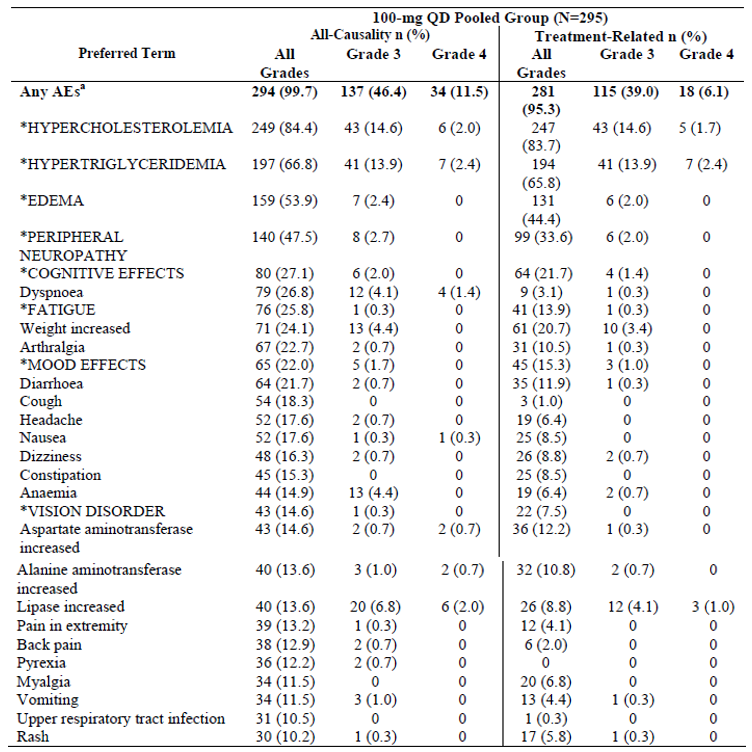 100-mg QD Pooled Group (N=295)
All-Causality n (%) Treatment-Related n (%)
Preferred Term All Grades Grade 3 Grade 4 All Grades Grade 3 Grade 4
Any AEsᵃ 294 (99.7) 137 (46.4) 34 (11.5) 281 (95.3) 115 (39.0) 18 (6.1)
*HYPERCHOLESTEROLEMIA 249 (84.4) 43 (14.6) 6 (2.0) 247 (83.7) 43 (14.6) 5 (1.7)
*HYPERTRIGLYCERIDEMIA 197 (66.8) 41 (13.9) 7 (2.4) 194 (65.8) 41 (13.9) 7 (2.4)
*EDEMA 159 (53.9) 7 (2.4) 0 131 (44.4) 6 (2.0) 0
*PERIPHERAL NEUROPATHY 140 (47.5) 8 (2.7) 0 99 (33.6) 6 (2.0) 0
*COGNITIVE EFFECTS 80 (27.1) 6 (2.0) 0 64 (21.7) 4 (1.4) 0
Dyspnoea 79 (26.8) 12 (4.1) 4 (1.4) 9 (3.1) 1 (0.3) 0
*FATIGUE 76 (25.8) 1 (0.3) 0 41 (13.9) 1 (0.3) 0
Weight increased 71 (24.1) 13 (4.4) 0 61 (20.7) 10 (3.4) 0
Arthralgia 67 (22.7) 2 (0.7) 0 31 (10.5) 1 (0.3) 0
*MOOD EFFECTS 65 (22.0) 5 (1.7) 0 45 (15.3) 3 (1.0) 0
Diarrhoea 64 (21.7) 2 (0.7) 0 35 (11.9) 1 (0.3) 0
Cough 54 (18.3) 0 0 3 (1.0) 0 0
Headache 52 (17.6) 2 (0.7) 0 19 (6.4) 0 0
Nausea 52 (17.6) 1 (0.3) 1 (0.3) 25 (8.5) 0 0
Dizziness 48 (16.3) 2 (0.7) 0 26 (8.8) 2 (0.7) 0
Constipation 45 (15.3) 0 0 25 (8.5) 0 0
Anaemia 44 (14.9) 13 (4.4) 0 19 (6.4) 2 (0.7) 0
*VISION DISORDER 43 (14.6) 1 (0.3) 0 22 (7.5) 0 0
Aspartate aminotransferase increased 43 (14.6) 2 (0.7) 2 (0.7) 36 (12.2) 1 (0.3) 0
Alanine aminotransferase increased 40 (13.6) 3 (1.0) 2 (0.7) 32 (10.8) 2 (0.7) 0
Lipase increased 40 (13.6) 20 (6.8) 6 (2.0) 26 (8.8) 12 (4.1) 3 (1.0)
Pain in extremity 39 (13.2) 1 (0.3) 0 12 (4.1) 0 0
Back pain 38 (12.9) 2 (0.7) 0 6 (2.0) 0 0
Pyrexia 36 (12.2) 2 (0.7) 0 0 0 0
Myalgia 34 (11.5) 0 0 20 (6.8) 0 0
Vomiting 34 (11.5) 3 (1.0) 0 13 (4.4) 1 (0.3) 0
Upper respiratory tract infection 31 (10.5) 0 0 1 (0.3) 0 0
Rash 30 (10.2) 1 (0.3) 0 17 (5.8) 1 (0.3) 0